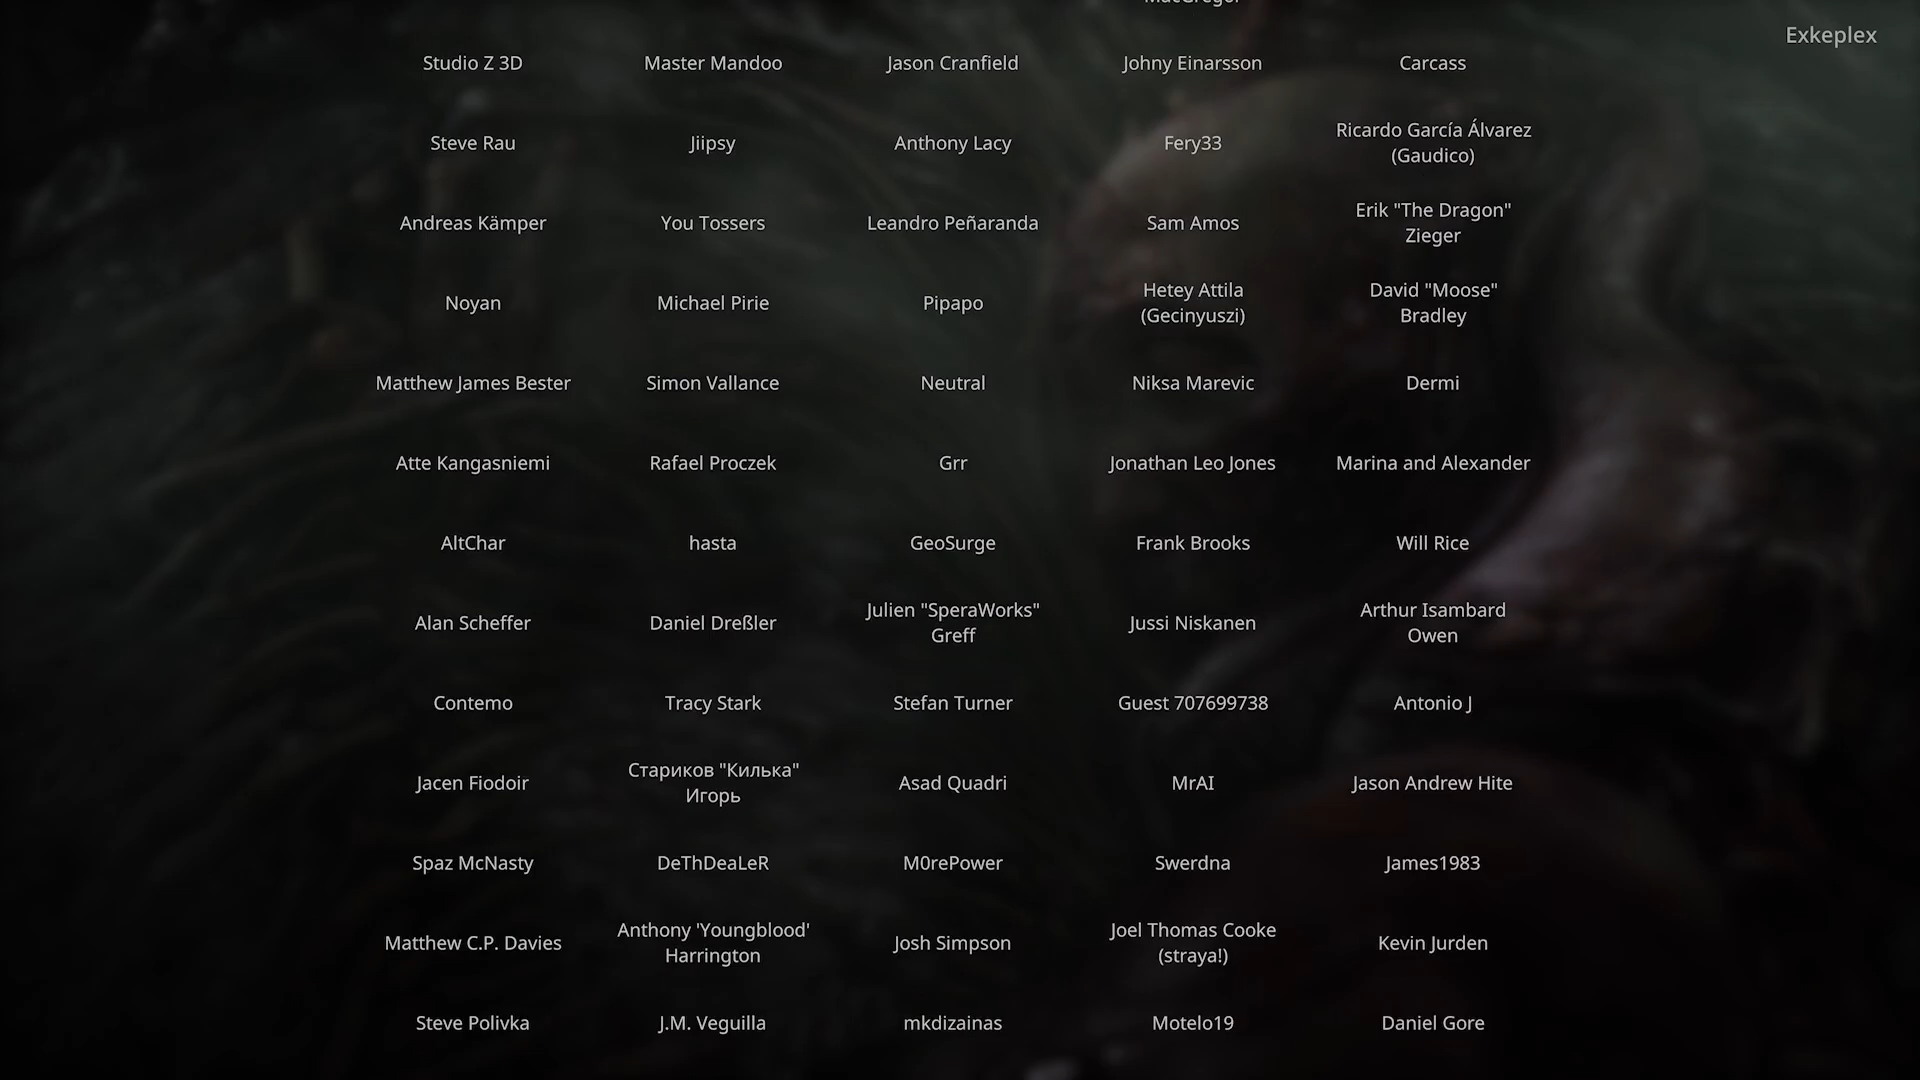 MacGregor
Exkeplex
Studio Z 3D
Master Mandoo
Jason Cranfield
Johny Einarsson
Carcass
Steve Rau
Jiipsy
Anthony Lacy
Fery33
Ricardo García Álvarez
(Gaudico)
Andreas Kämper
You Tossers
Leandro Peñaranda
Sam Amos
Erik "The Dragon"
Zieger
Noyan
Michael Pirie
Pipapo
Hetey Attila
(Gecinyuszi)
David "Moose"
Bradley
Matthew James Bester
Simon Vallance
Neutral
Niksa Marevic
Dermi
Atte Kangasniemi
Rafael Proczek
Grr
Jonathan Leo Jones
Marina and Alexander
AltChar
hasta
GeoSurge
Frank Brooks
Will Rice
Alan Scheffer
Daniel Dreßler
Julien "SperaWorks"
Greff
Jussi Niskanen
Arthur Isambard
Owen
Contemo
Tracy Stark
Stefan Turner
Guest 707699738
Antonio J
Jacen Fiodoir
Стариков "Килька"
Игорь
Asad Quadri
MrAI
Jason Andrew Hite
Spaz McNasty
DeThDeaLeR
M0rePower
Swerdna
James1983
Matthew C.P. Davies
Anthony 'Youngblood'
Harrington
Josh Simpson
Joel Thomas Cooke
(straya!)
Kevin Jurden
Steve Polivka
J.M. Veguilla
mkdizainas
Motelo19
Daniel Gore